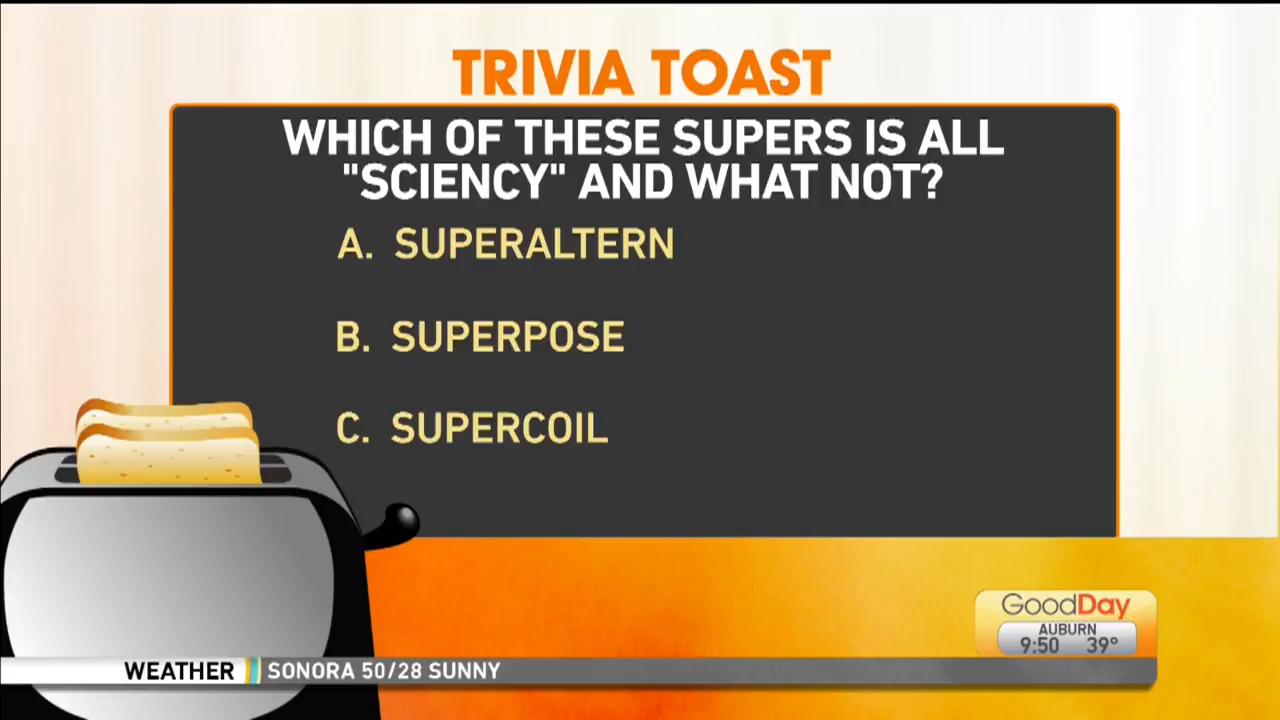 TRIVIA TOAST
WHICH OF THESE SUPERS IS ALL
"SCIENCY" AND WHAT NOT?
A. SUPERALTERN
B. SUPERPOSE
C. SUPERCOIL
GoodDay
AUBURN
9:50 39°
WEATHER SONORA 50/28 SUNNY